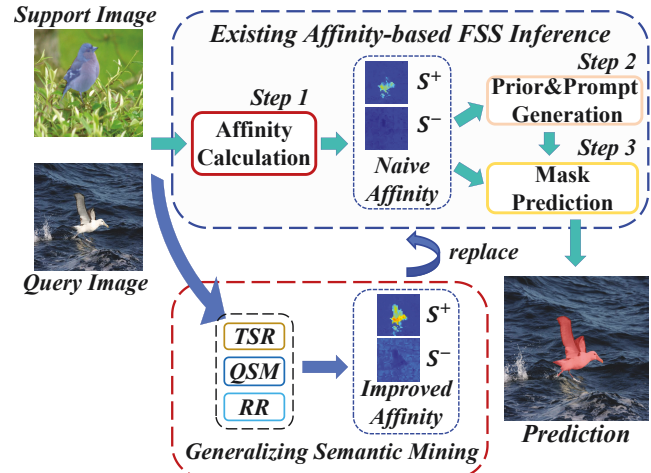 Support Image
Existing Affinity-based FSS Inference
Step 1
Affinity
Calculation
S⁺
S⁻
Naive
Affinity
Step 2
Prior&Prompt
Generation
Step 3
Mask
Prediction
Query Image
replace
TSR
QSM
RR
S⁺
S⁻
Improved
Affinity
Generalizing Semantic Mining
Prediction